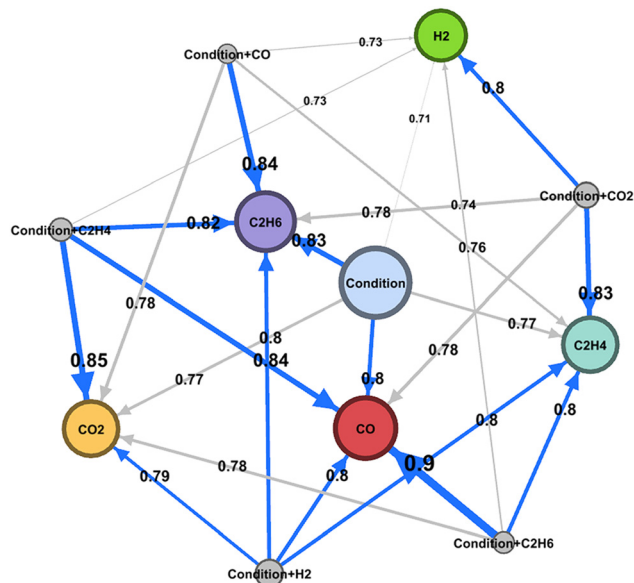 H2
0.73
Condition+CO
0.8
0.73
0.71
0.84
Condition+CO2
0.78
0.74
C2H6
0.82
Condition+C2H4
0.83
0.76
Condition
0.83
0.78
0.77
0.8
C2H4
0.78
0.85
0.84
0.77
0.8
0.8
0.8
CO2
CO
0.9
0.78
0.79
0.8
Condition+C2H6
Condition+H2